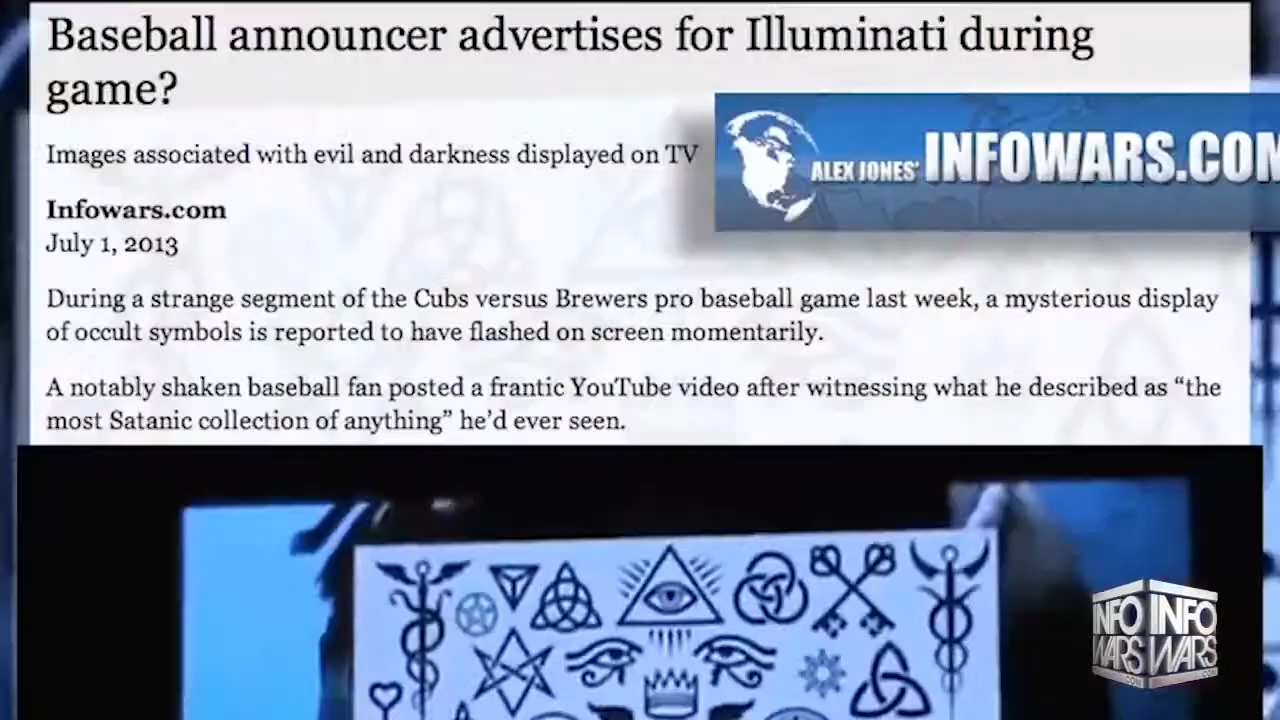 Baseball announcer advertises for Illuminati during
game?
Images associated with evil and darkness displayed on TV
ALEX JONES' INFOWARS.COM
Infowars.com
July 1, 2013
During a strange segment of the Cubs versus Brewers pro baseball game last week, a mysterious display
of occult symbols is reported to have flashed on screen momentarily.
A notably shaken baseball fan posted a frantic YouTube video after witnessing what he described as “the
most Satanic collection of anything” he’d ever seen.
INFO INFO
WARS WARS
.COM .COM